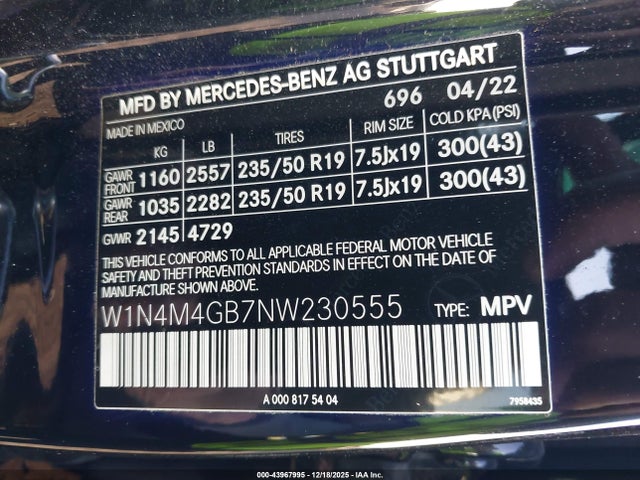 MFD BY MERCEDES-BENZ AG STUTTGART
696 04/22
MADE IN MEXICO
KG LB TIRES RIM SIZE COLD KPA (PSI)
GAWR FRONT 1160 2557 235/50 R19 7.5Jx19 300(43)
GAWR REAR 1035 2282 235/50 R19 7.5Jx19 300(43)
GVWR 2145 4729
THIS VEHICLE CONFORMS TO ALL APPLICABLE FEDERAL MOTOR VEHICLE
SAFETY AND THEFT PREVENTION STANDARDS IN EFFECT ON THE DATE OF
MANUFACTURE SHOWN ABOVE.
W1N4M4GB7NW230555 MPV
A 000 817 54 04
7958435
000-43967995 • 12/18/2025 • IAA Inc.